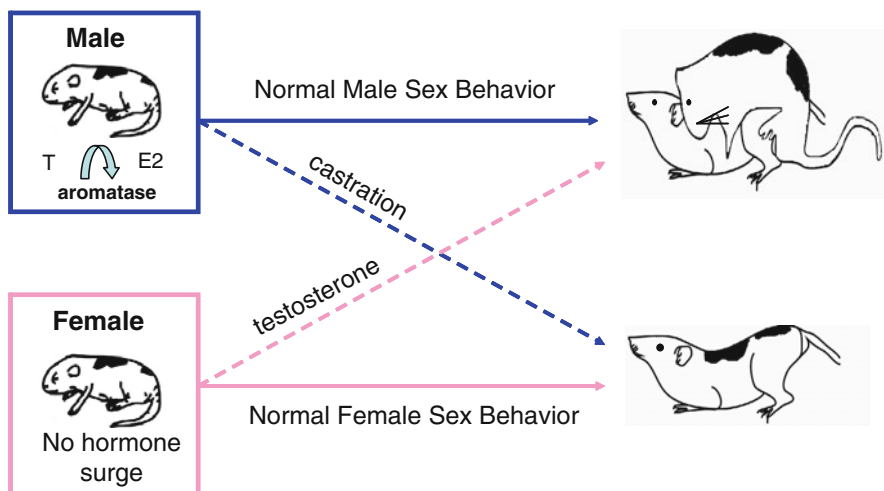 Male
T E2
aromatase
Normal Male Sex Behavior
castration
testosterone
Female
No hormone
surge
Normal Female Sex Behavior